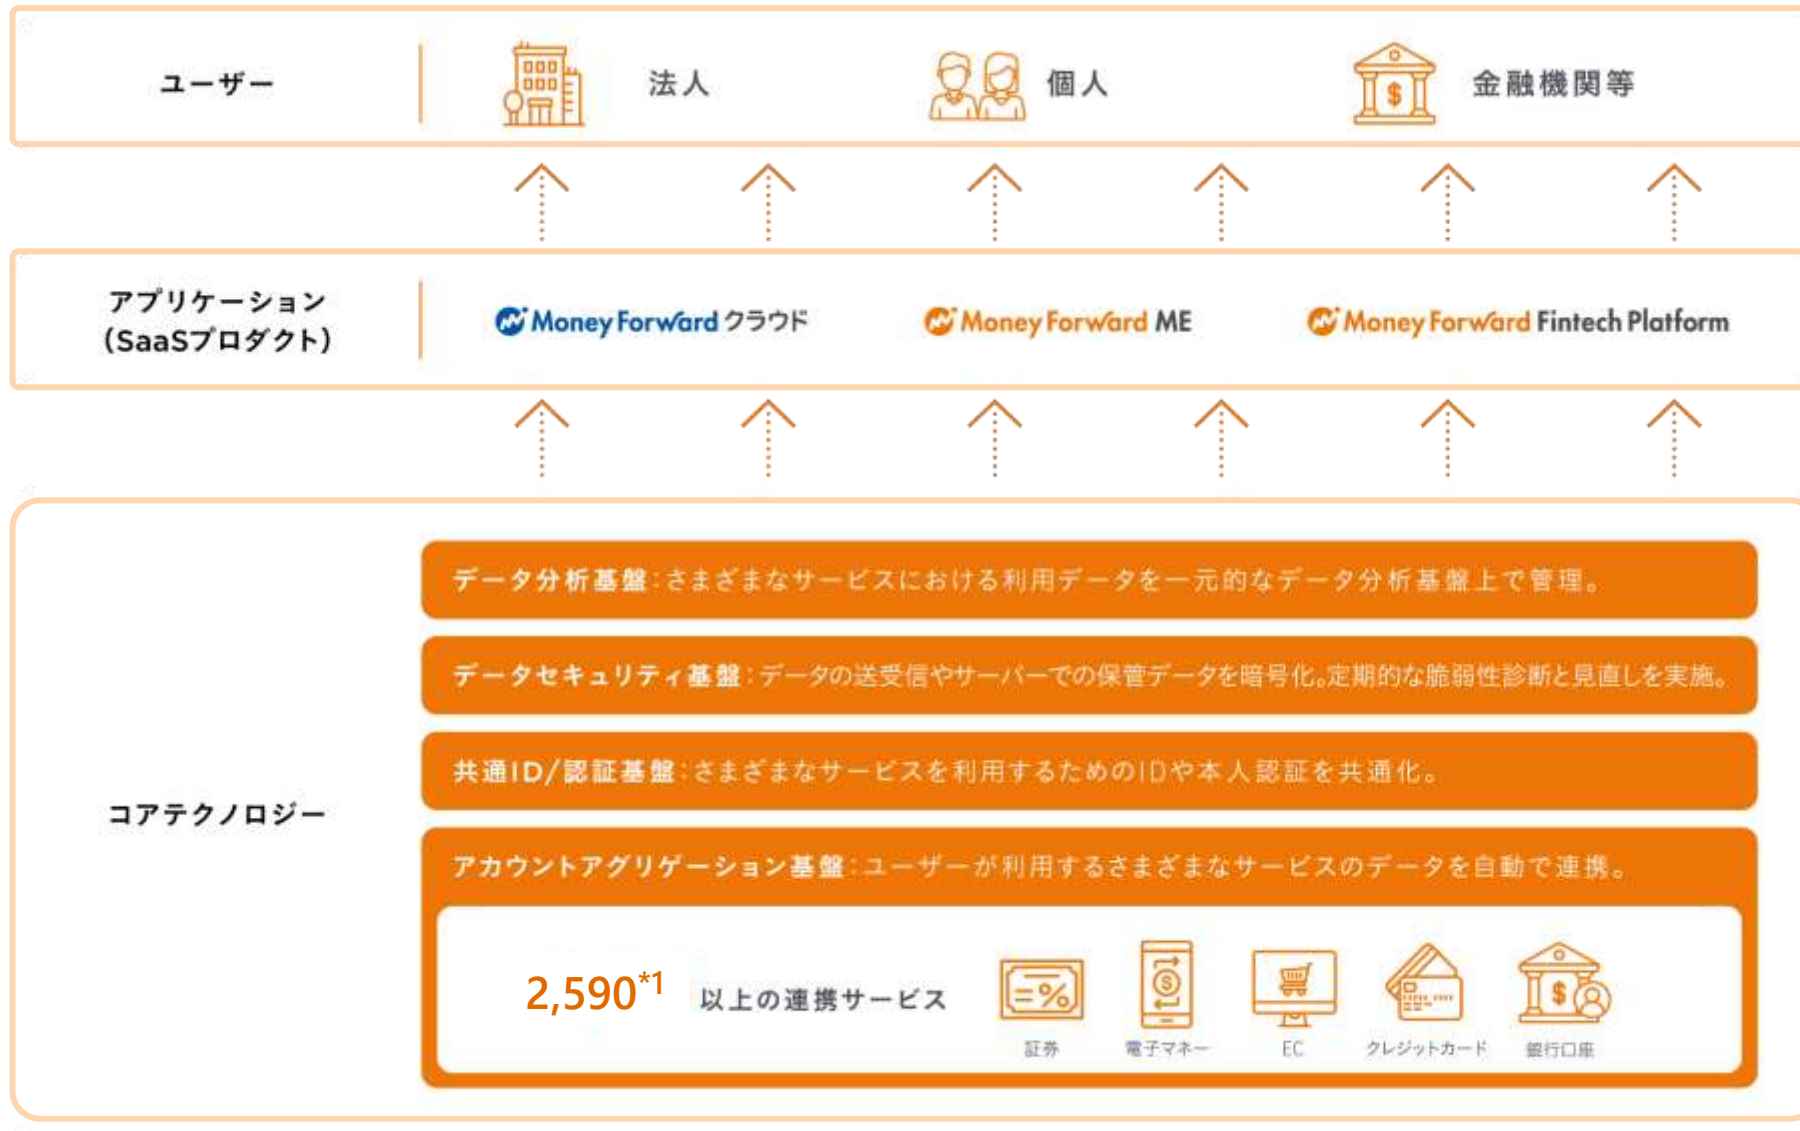 ユーザー
法人
個人
金融機関等
アプリケーション
(SaaSプロダクト)
Money Forward クラウド
Money Forward ME
Money Forward Fintech Platform
コアテクノロジー
データ分析基盤:さまざまなサービスにおける利用データを一元的なデータ分析基盤上で管理。
データセキュリティ基盤:データの送受信やサーバーでの保管データを暗号化。定期的な脆弱性診断と見直しを実施。
共通ID/認証基盤:さまざまなサービスを利用するためのIDや本人認証を共通化。
アカウントアグリゲーション基盤:ユーザーが利用するさまざまなサービスのデータを自動で連携。
2,590*1 以上の連携サービス
証券
電子マネー
EC
クレジットカード
銀行口座